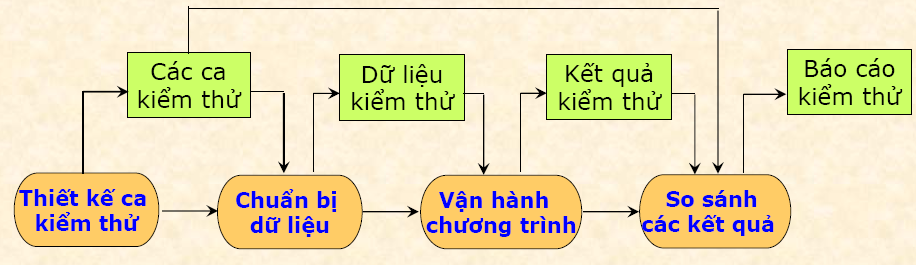 Các ca
kiểm thử
Dữ liệu
kiểm thử
Kết quả
kiểm thử
Báo cáo
kiểm thử
Thiết kế ca
kiểm thử
Chuẩn bị
dữ liệu
Vận hành
chương trình
So sánh
các kết quả